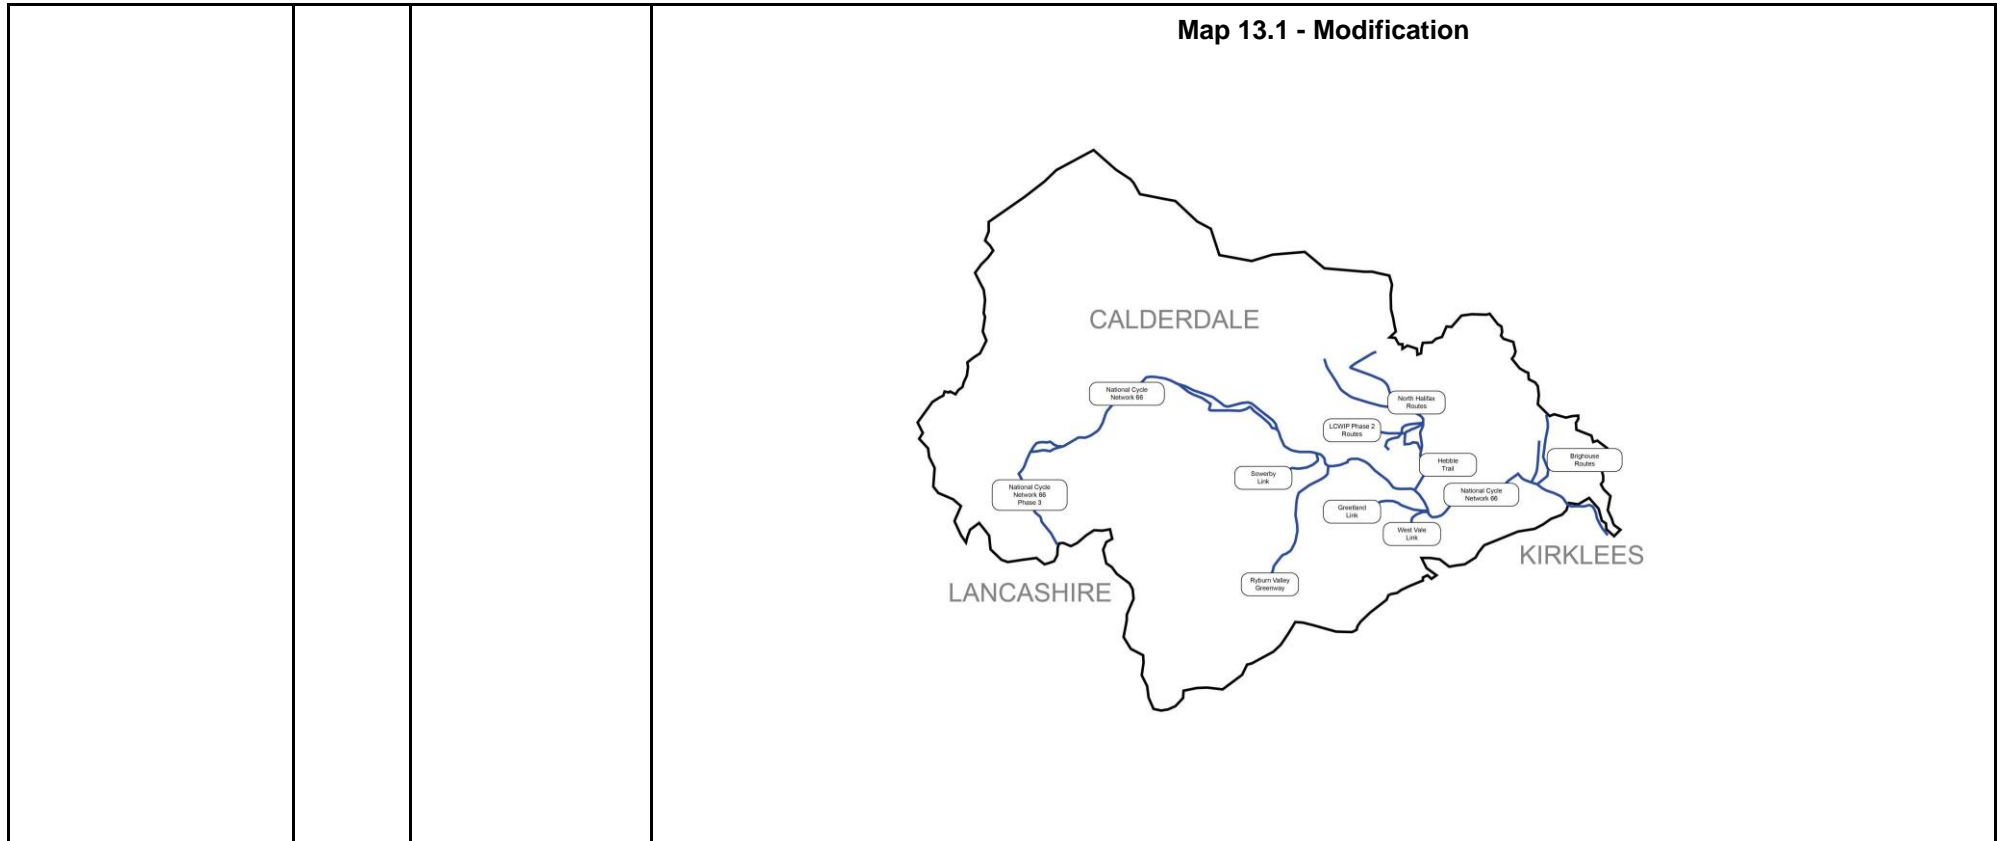 Map 13.1 - Modification
CALDERDALE
National Cycle
Network 66
North Halifax
Routes
LCWIP Phase 2
Routes
Hebble
Trail
Brighouse
Routes
Sowerby
Link
National Cycle
Network 66
Phase 3
National Cycle
Network 66
Greetland
Link
West Vale
Link
KIRKLEES
Ryburn Valley
Greenway
LANCASHIRE